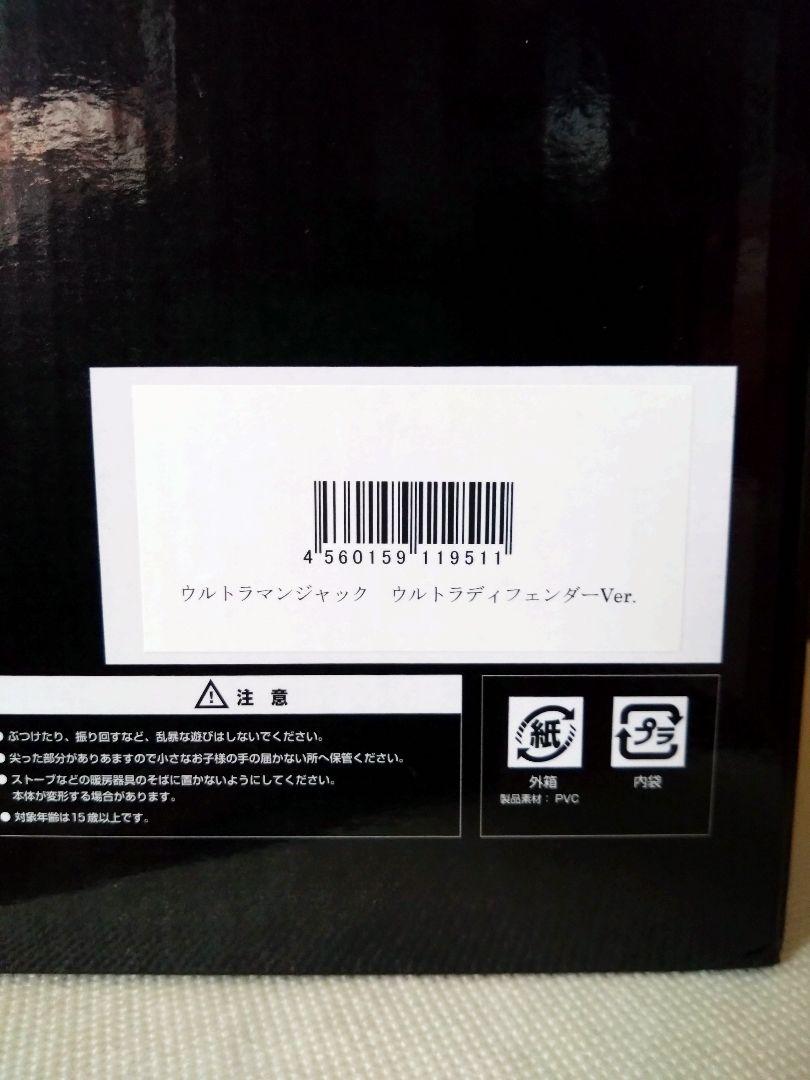 4 560159 119511
ウルトラマンジャック　ウルトラディフェンダーVer.
注 意
● ぶつけたり、振り回すなど、乱暴な遊びはしないでください。
● 尖った部分がありあますので小さなお子様の手の届かない所へ保管ください。
● ストーブなどの暖房器具のそばに置かないようにしてください。
本体が変形する場合があります。
● 対象年齢は15歳以上です。
紙
外箱
製品素材：PVC
プラ
内袋